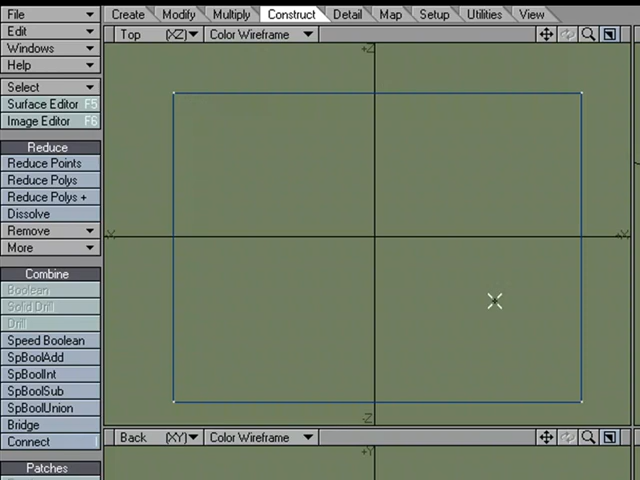 File Create Modify Multiply Construct Detail Map Setup Utilities View
Edit Top (XZ) Color Wireframe
Windows +Z
Help
Select
Surface Editor F5
Image Editor F6
Reduce
Reduce Points
Reduce Polys
Reduce Polys +
Dissolve
Remove -X +X
More
Combine
Boolean
Solid Drill
Drill
Speed Boolean
SpBoolAdd
SpBoolInt
SpBoolSub
SpBoolUnion
Bridge -Z
Connect I Back (XY) Color Wireframe
+Y
Patches